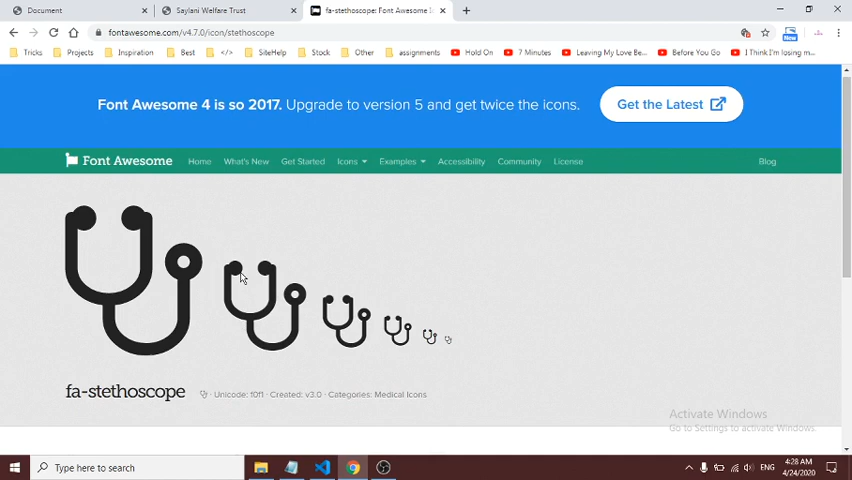 Document
Saylani Welfare Trust
fa-stethoscope: Font Awesome
fontawesome.com/v4.7.0/icon/stethoscope
New
Tricks
Projects
Inspiration
Best
</>
SiteHelp
Stock
Other
assignments
Hold On
7 Minutes
Leaving My Love Be...
Before You Go
I Think I'm losing m...
Font Awesome 4 is so 2017. Upgrade to version 5 and get twice the icons.
Get the Latest
Font Awesome
Home
What's New
Get Started
Icons
Examples
Accessibility
Community
License
Blog
fa-stethoscope
· Unicode: f0f1 · Created: v3.0 · Categories: Medical Icons
Activate Windows
Go to Settings to activate Windows.
Type here to search
ENG
4:28 AM
4/24/2020